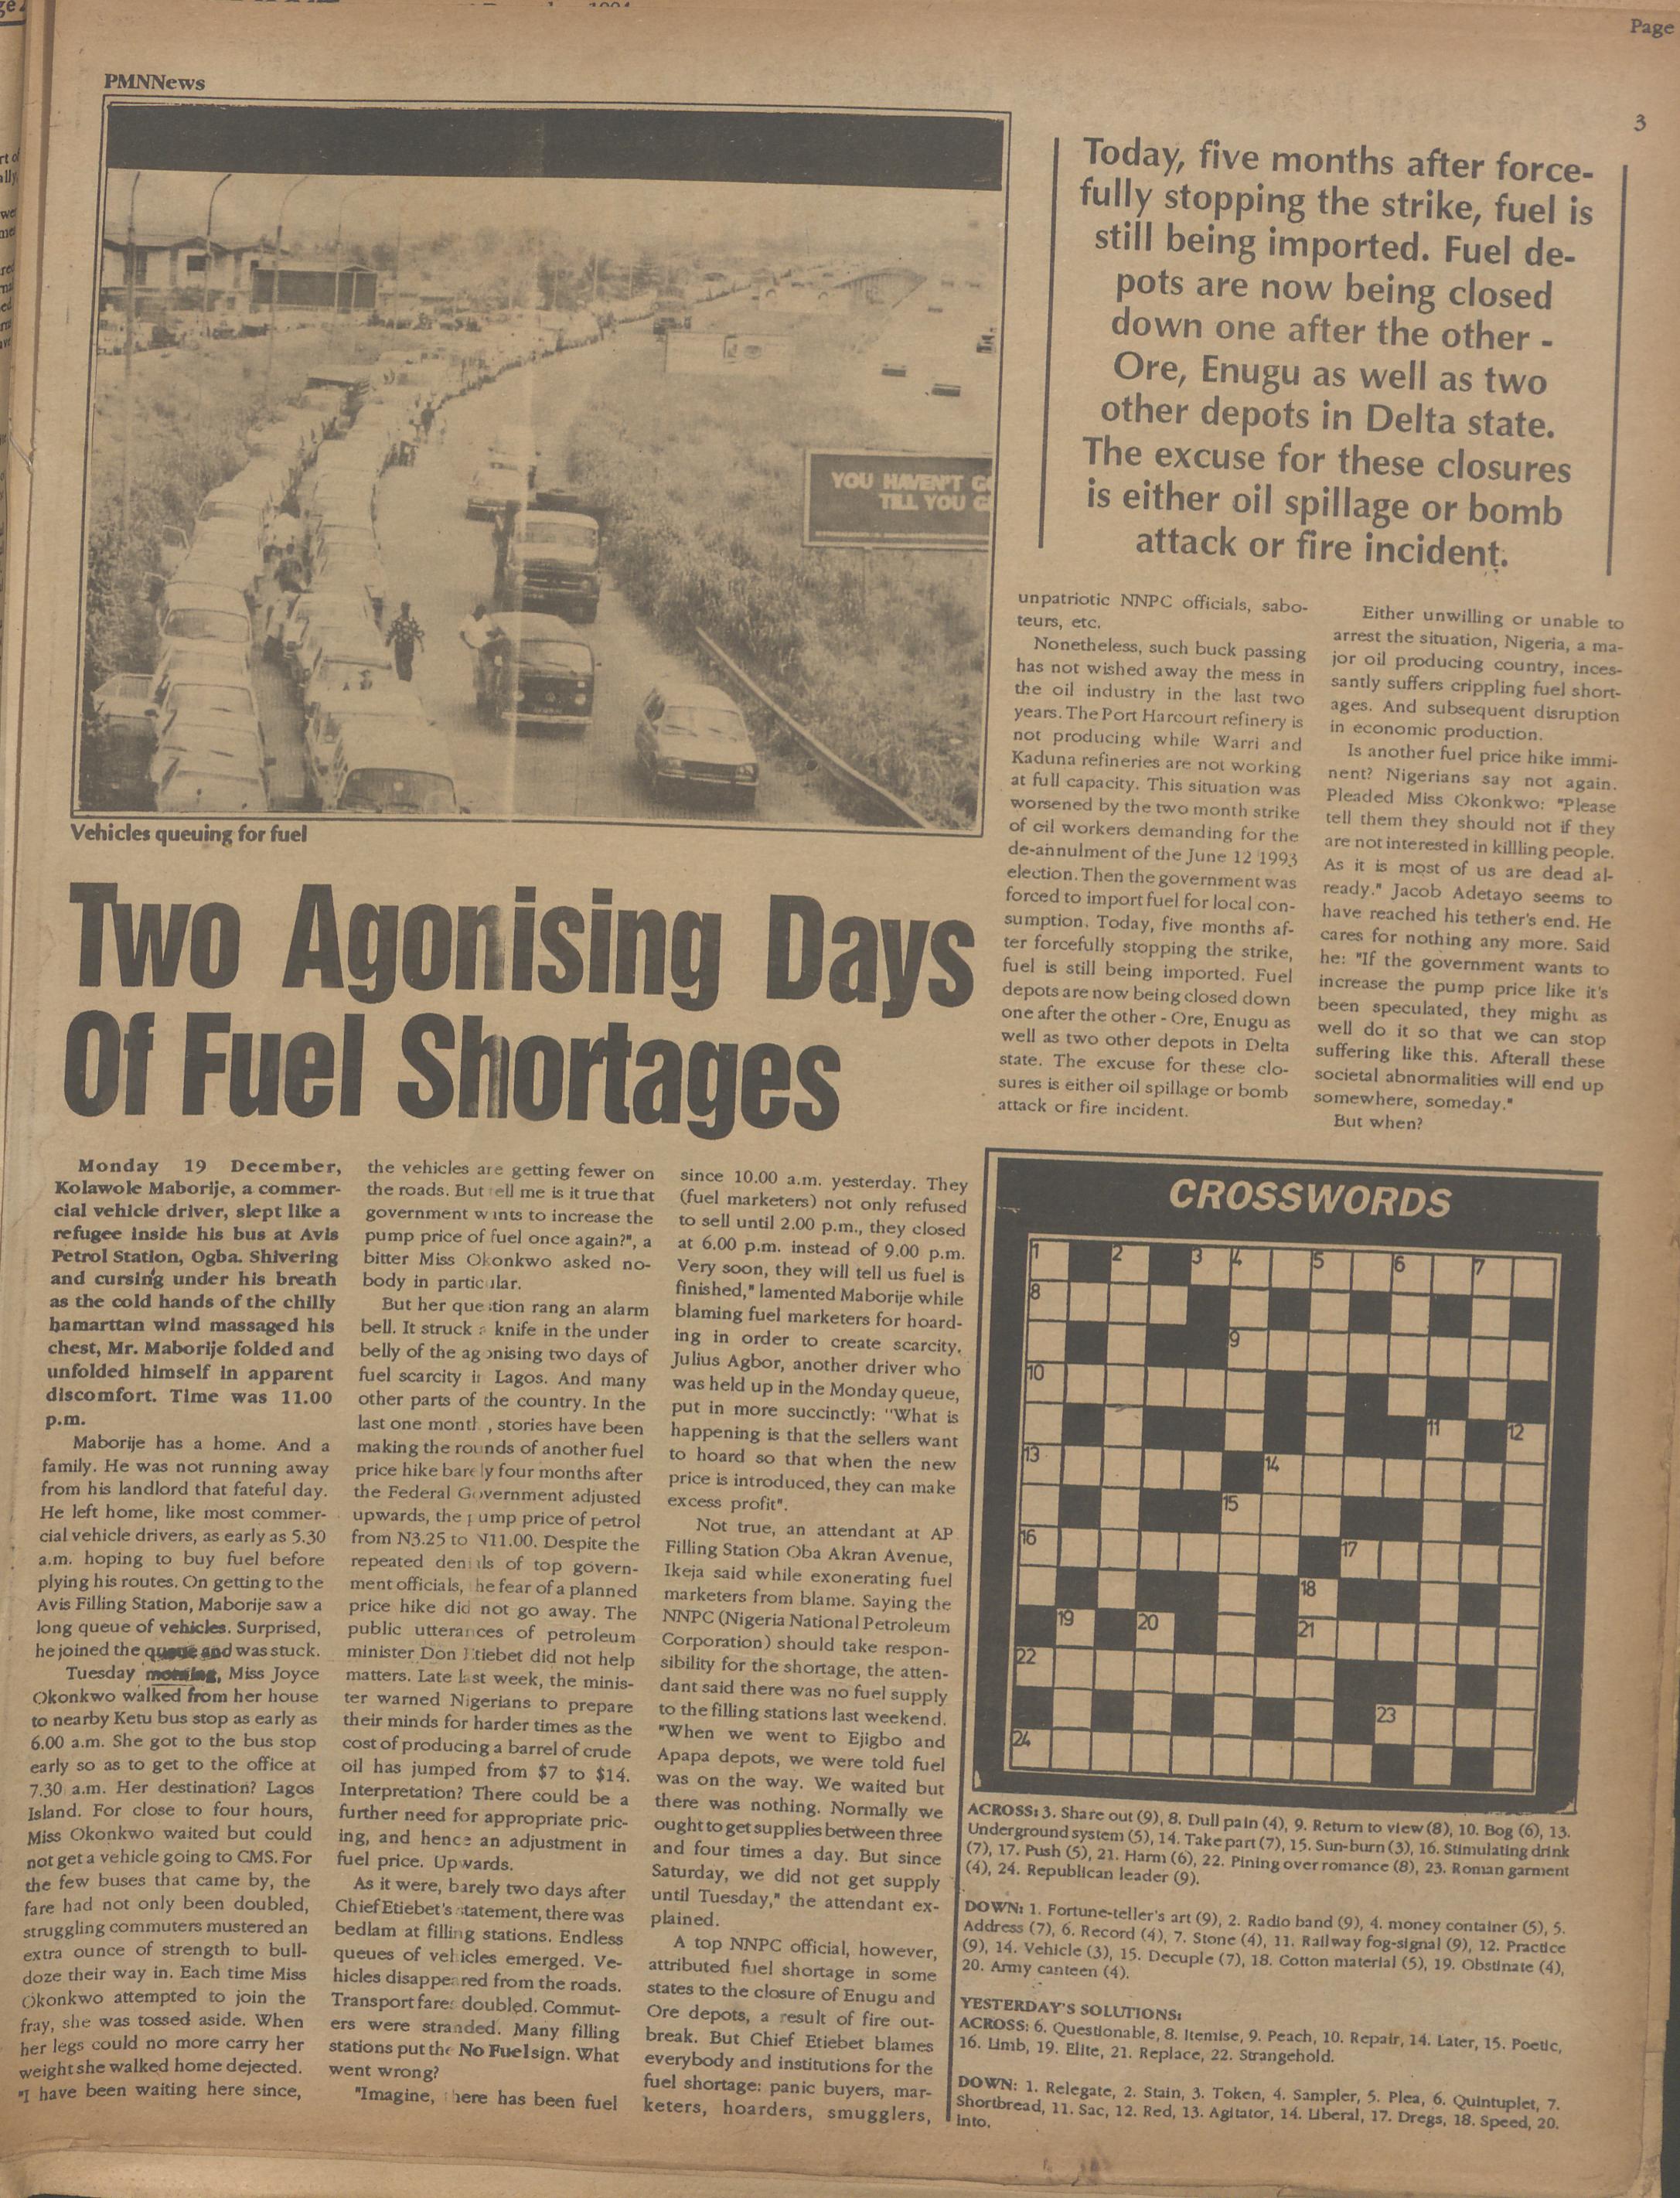 Page
3
PMNNews
YOU HAVEN'T
TILL YOU
Vehicles queuing for fuel
Today, five months after force-
fully stopping the strike, fuel is
still being imported. Fuel de-
pots are now being closed
down one after the other -
Ore, Enugu as well as two
other depots in Delta state.
The excuse for these closures
is either oil spillage or bomb
attack or fire incident.
Two Agonising Days
Of Fuel Shortages
Monday 19 December,
Kolawole Maborije, a commer-
cial vehicle driver, slept like a
refugee inside his bus at Avis
Petrol Station, Ogba. Shivering
and cursing under his breath
as the cold hands of the chilly
hamarttan wind massaged his
chest, Mr. Maborije folded and
unfolded himself in apparent
discomfort. Time was 11.00
p.m.
Maborije has a home. And a
family. He was not running away
from his landlord that fateful day.
He left home, like most commer-
cial vehicle drivers, as early as 5.30
a.m. hoping to buy fuel before
plying his routes. On getting to the
Avis Filling Station, Maborije saw a
long queue of vehicles. Surprised,
he joined the queue and was stuck.
Tuesday morning, Miss Joyce
Okonkwo walked from her house
to nearby Ketu bus stop as early as
6.00 a.m. She got to the bus stop
early so as to get to the office at
7.30 a.m. Her destination? Lagos
Island. For close to four hours,
Miss Okonkwo waited but could
not get a vehicle going to CMS. For
the few buses that came by, the
fare had not only been doubled,
struggling commuters mustered an
extra ounce of strength to bull-
doze their way in. Each time Miss
Okonkwo attempted to join the
fray, she was tossed aside. When
her legs could no more carry her
weight she walked home dejected.
"I have been waiting here since,
the vehicles are getting fewer on
the roads. But tell me is it true that
government wants to increase the
pump price of fuel once again?", a
bitter Miss Okonkwo asked no-
body in particular.
But her question rang an alarm
bell. It struck a knife in the under
belly of the agonising two days of
fuel scarcity in Lagos. And many
other parts of the country. In the
last one month, stories have been
making the rounds of another fuel
price hike barely four months after
the Federal Government adjusted
upwards, the pump price of petrol
from N3.25 to N11.00. Despite the
repeated denials of top govern-
ment officials, the fear of a planned
price hike did not go away. The
public utterances of petroleum
minister Don Etiebet did not help
matters. Late last week, the minis-
ter warned Nigerians to prepare
their minds for harder times as the
cost of producing a barrel of crude
oil has jumped from $7 to $14.
Interpretation? There could be a
further need for appropriate pric-
ing, and hence an adjustment in
fuel price. Upwards.
As it were, barely two days after
Chief Etiebet's statement, there was
bedlam at filling stations. Endless
queues of vehicles emerged. Ve-
hicles disappeared from the roads.
Transport fares doubled. Commut-
ers were stranded. Many filling
stations put the No Fuel sign. What
went wrong?
"Imagine, there has been fuel
since 10.00 a.m. yesterday. They
(fuel marketers) not only refused
to sell until 2.00 p.m., they closed
at 6.00 p.m. instead of 9.00 p.m.
Very soon, they will tell us fuel is
finished," lamented Maborije while
blaming fuel marketers for hoard-
ing in order to create scarcity.
Julius Agbor, another driver who
was held up in the Monday queue,
put in more succinctly: "What is
happening is that the sellers want
to hoard so that when the new
price is introduced, they can make
excess profit".
Not true, an attendant at AP
Filling Station Oba Akran Avenue,
Ikeja said while exonerating fuel
marketers from blame. Saying the
NNPC (Nigeria National Petroleum
Corporation) should take respon-
sibility for the shortage, the atten-
dant said there was no fuel supply
to the filling stations last weekend.
"When we went to Ejigbo and
Apapa depots, we were told fuel
was on the way. We waited but
there was nothing. Normally we
ought to get supplies between three
and four times a day. But since
Saturday, we did not get supply
until Tuesday," the attendant ex-
plained.
A top NNPC official, however,
attributed fuel shortage in some
states to the closure of Enugu and
Ore depots, a result of fire out-
break. But Chief Etiebet blames
everybody and institutions for the
fuel shortage: panic buyers, mar-
keters, hoarders, smugglers,
unpatriotic NNPC officials, sabo-
teurs, etc.
Nonetheless, such buck passing
has not wished away the mess in
the oil industry in the last two
years. The Port Harcourt refinery is
not producing while Warri and
Kaduna refineries are not working
at full capacity. This situation was
worsened by the two month strike
of oil workers demanding for the
de-annulment of the June 12 1993
election. Then the government was
forced to import fuel for local con-
sumption. Today, five months af-
ter forcefully stopping the strike,
fuel is still being imported. Fuel
depots are now being closed down
one after the other - Ore, Enugu as
well as two other depots in Delta
state. The excuse for these clo-
sures is either oil spillage or bomb
attack or fire incident.
Either unwilling or unable to
arrest the situation, Nigeria, a ma-
jor oil producing country, inces-
santly suffers crippling fuel short-
ages. And subsequent disruption
in economic production.
Is another fuel price hike immi-
nent? Nigerians say not again.
Pleaded Miss Okonkwo: "Please
tell them they should not if they
are not interested in killling people.
As it is most of us are dead al-
ready." Jacob Adetayo seems to
have reached his tether's end. He
cares for nothing any more. Said
he: "If the government wants to
increase the pump price like it's
been speculated, they might as
well do it so that we can stop
suffering like this. Afterall these
societal abnormalities will end up
somewhere, someday."
But when?
CROSSWORDS
1 2 3 4 5 6 7
8
9
10
11 12
13 14
15
16 17
18
19 20 21
22
23
24
ACROSS: 3. Share out (9), 8. Dull pain (4), 9. Return to view (8), 10. Bog (6), 13.
Underground system (5), 14. Take part (7), 15. Sun-burn (3), 16. Stimulating drink
(7), 17. Push (5), 21. Harm (6), 22. Pining over romance (8), 23. Roman garment
(4), 24. Republican leader (9).
DOWN: 1. Fortune-teller's art (9), 2. Radio band (9), 4. money container (5), 5.
Address (7), 6. Record (4), 7. Stone (4), 11. Railway fog-signal (9), 12. Practice
(9), 14. Vehicle (3), 15. Decuple (7), 18. Cotton material (5), 19. Obstinate (4),
20. Army canteen (4).
YESTERDAY'S SOLUTIONS:
ACROSS: 6. Questionable, 8. Itemise, 9. Peach, 10. Repair, 14. Later, 15. Poetic,
16. Limb, 19. Elite, 21. Replace, 22. Strangehold.
DOWN: 1. Relegate, 2. Stain, 3. Token, 4. Sampler, 5. Plea, 6. Quintuplet, 7.
Shortbread, 11. Sac, 12. Red, 13. Agitator, 14. Liberal, 17. Dregs, 18. Speed, 20.
Into.